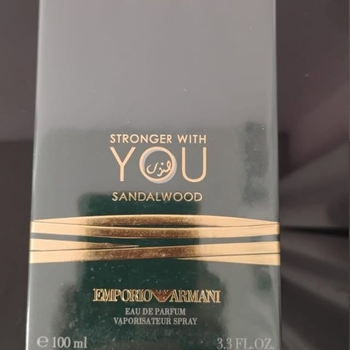 STRONGER WITH
YOU
SANDALWOOD
EMPORIO ARMANI
EAU DE PARFUM
VAPORISATEUR SPRAY
℮ 100 ml 3.3 FL.OZ.